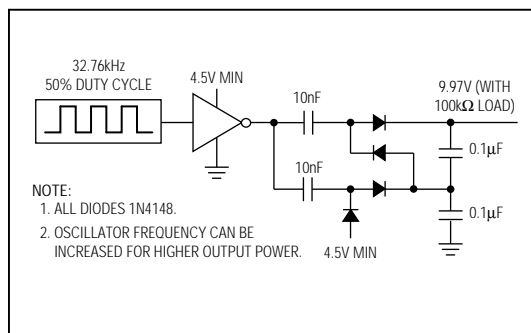 32.76kHz
50% DUTY CYCLE
4.5V MIN
10nF
9.97V (WITH
100kΩ LOAD)
0.1μF
10nF
0.1μF
4.5V MIN
NOTE:
1. ALL DIODES 1N4148.
2. OSCILLATOR FREQUENCY CAN BE
INCREASED FOR HIGHER OUTPUT POWER.